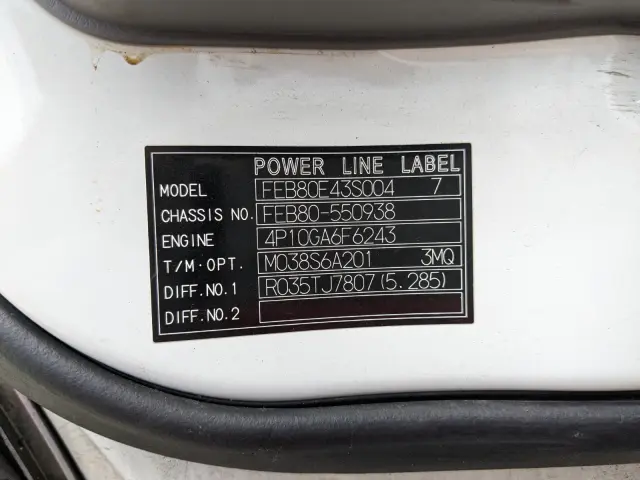 POWER LINE LABEL
MODEL FEB80E43S004 7
CHASSIS NO. FEB80-550938
ENGINE 4P10GA6F6243
T/M·OPT. M038S6A201 3MQ
DIFF.NO.1 R035TJ7807(5.285)
DIFF.NO.2